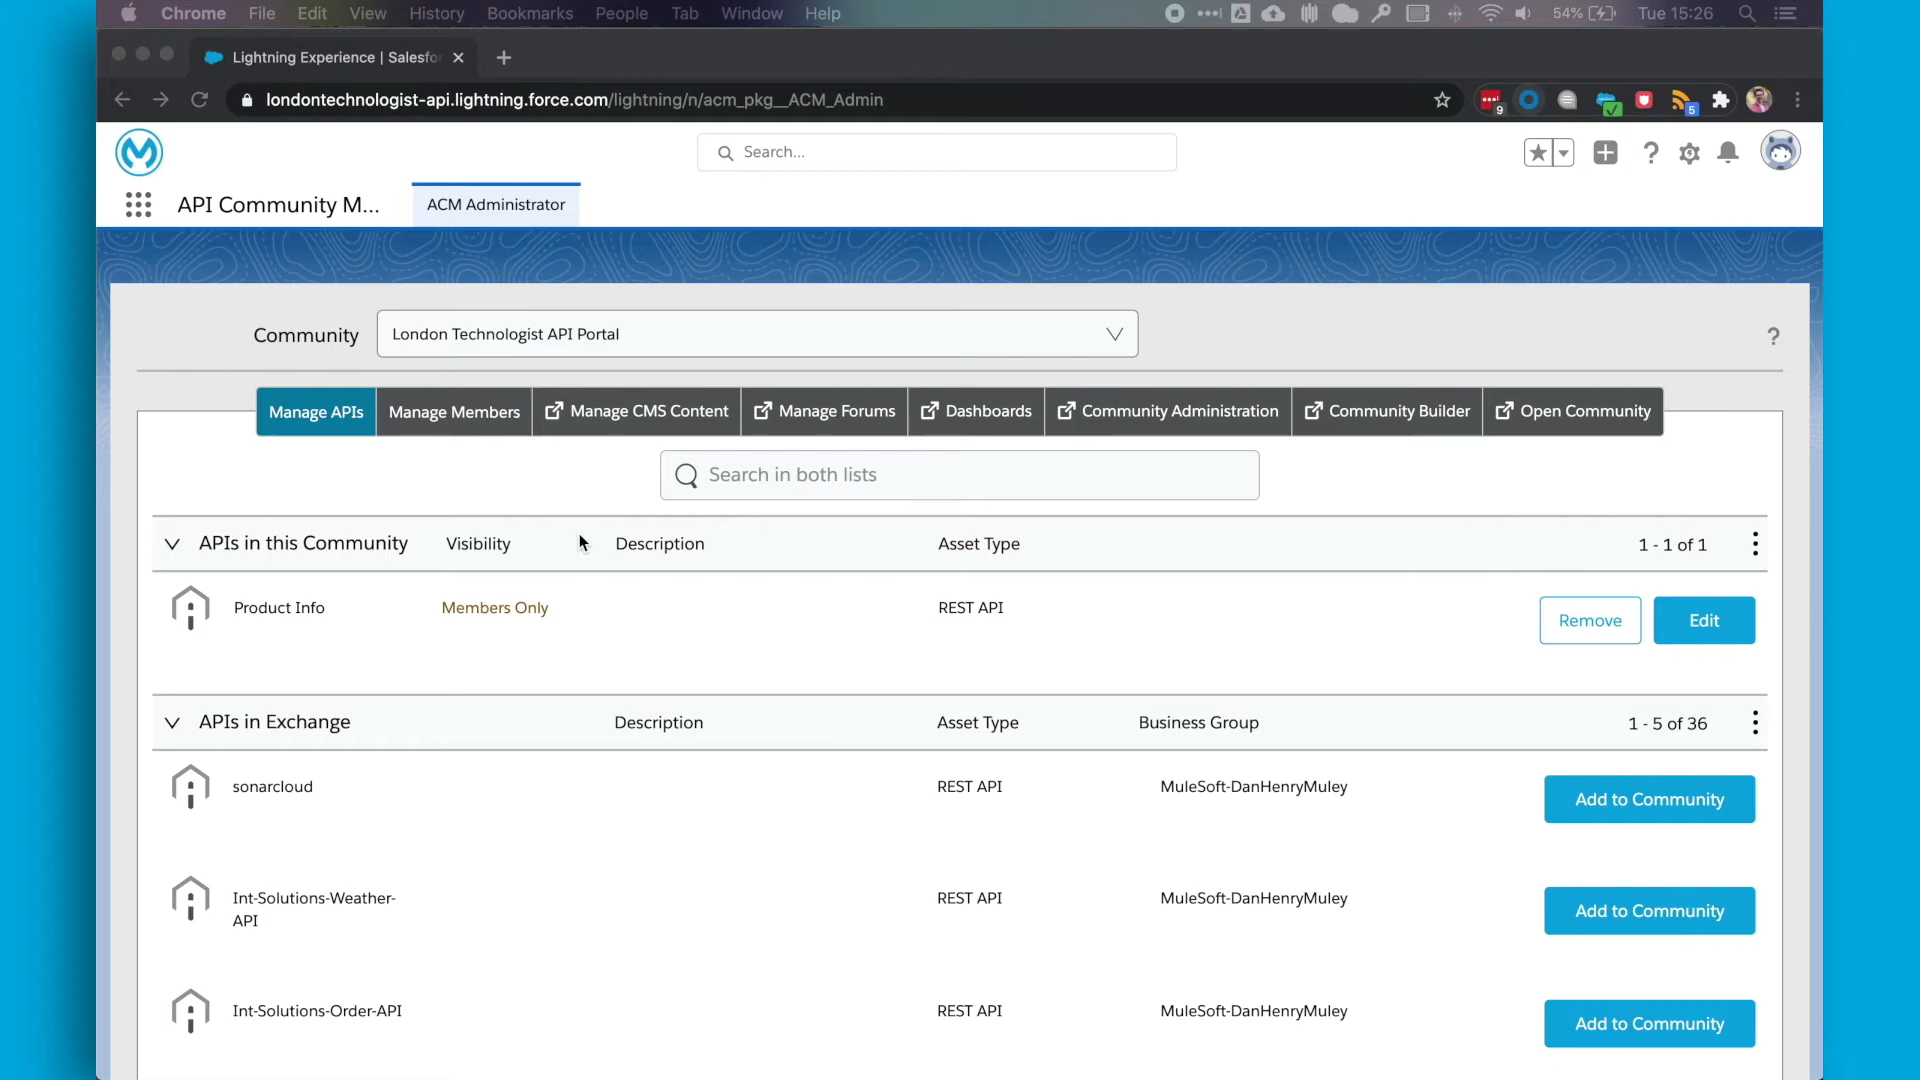 Chrome File Edit View History Bookmarks People Tab Window Help 54% Tue 15:26
Lightning Experience | Salesfo
londontechnologist-api.lightning.force.com/lightning/n/acm_pkg__ACM_Admin
9
5
Search...
API Community M...
ACM Administrator
Community
London Technologist API Portal
?
Manage APIs
Manage Members
Manage CMS Content
Manage Forums
Dashboards
Community Administration
Community Builder
Open Community
Search in both lists
APIs in this Community Visibility Description Asset Type 1 - 1 of 1
Product Info Members Only REST API Remove Edit
APIs in Exchange Description Asset Type Business Group 1 - 5 of 36
sonarcloud REST API MuleSoft-DanHenryMuley Add to Community
Int-Solutions-Weather- REST API MuleSoft-DanHenryMuley Add to Community
API
Int-Solutions-Order-API REST API MuleSoft-DanHenryMuley Add to Community